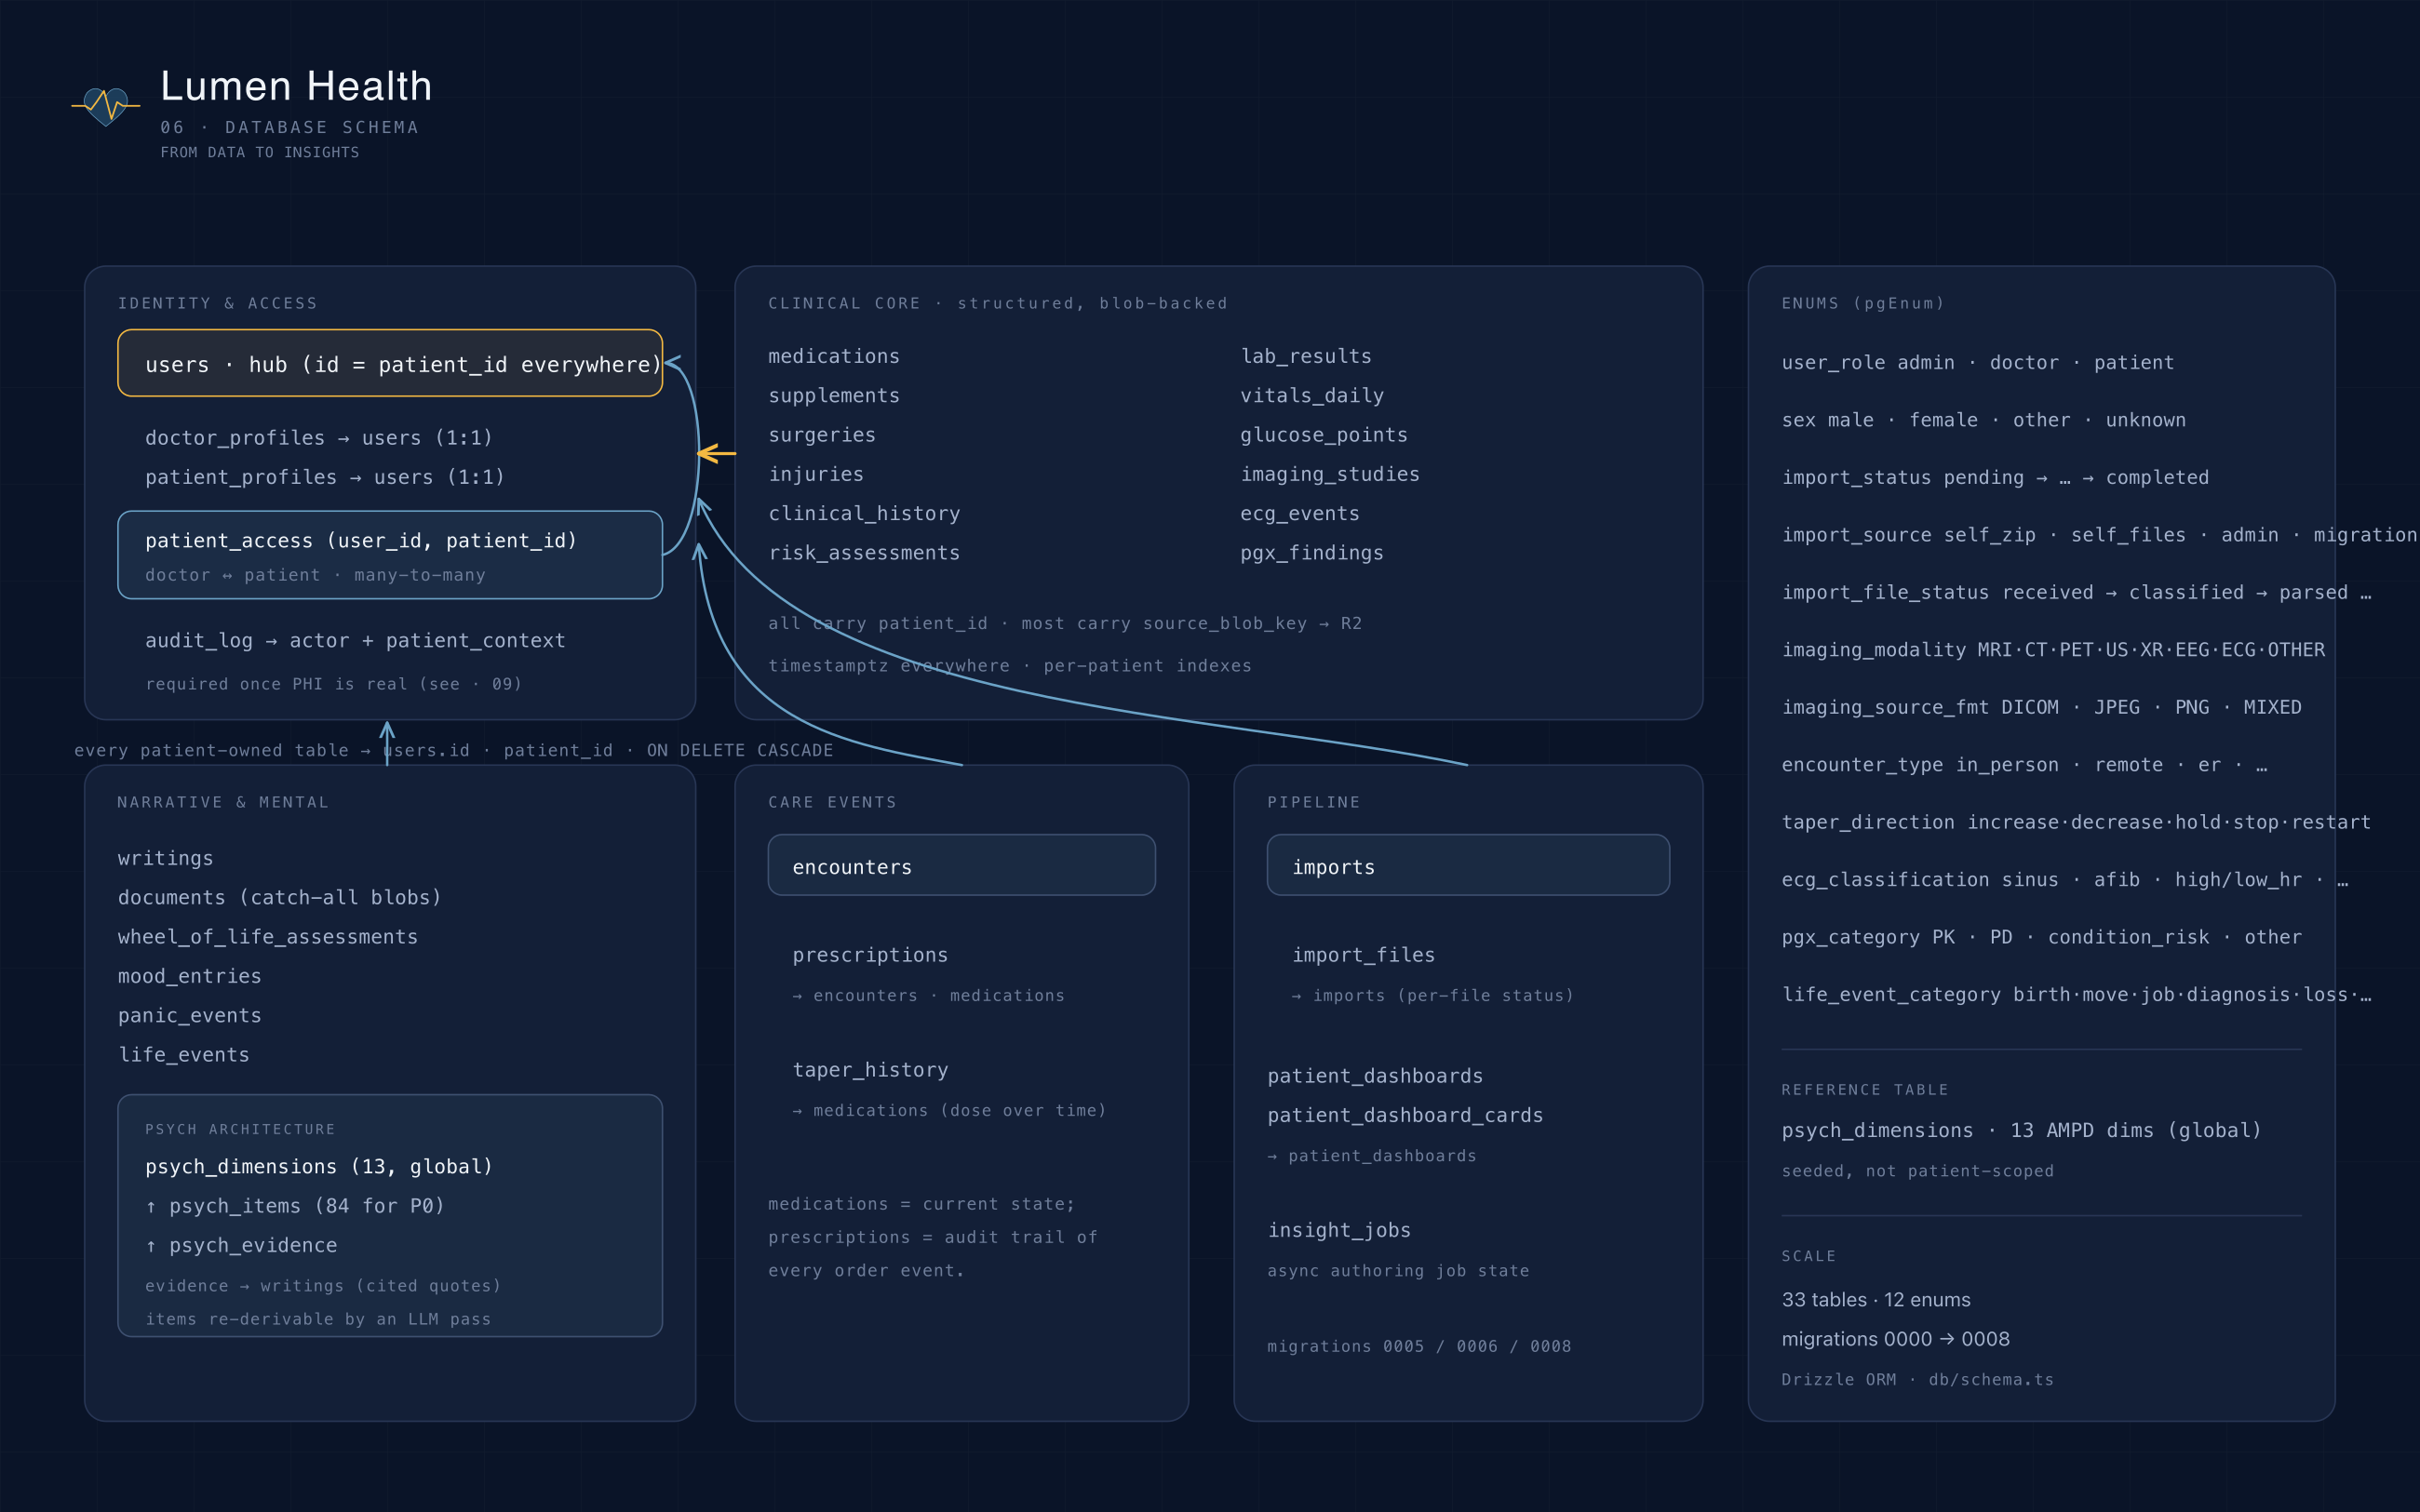 Lumen Health
06 · DATABASE SCHEMA
FROM DATA TO INSIGHTS
IDENTITY & ACCESS
users · hub (id = patient_id everywhere)
doctor_profiles → users (1:1)
patient_profiles → users (1:1)
patient_access (user_id, patient_id)
doctor ↔ patient · many-to-many
audit_log → actor + patient_context
required once PHI is real (see · 09)
CLINICAL CORE · structured, blob-backed
medications
supplements
surgeries
injuries
clinical_history
risk_assessments
lab_results
vitals_daily
glucose_points
imaging_studies
ecg_events
pgx_findings
all carry patient_id · most carry source_blob_key → R2
timestamptz everywhere · per-patient indexes
every patient-owned table → users.id · patient_id · ON DELETE CASCADE
NARRATIVE & MENTAL
writings
documents (catch-all blobs)
wheel_of_life_assessments
mood_entries
panic_events
life_events
PSYCH ARCHITECTURE
psych_dimensions (13, global)
↑ psych_items (84 for P0)
↑ psych_evidence
evidence → writings (cited quotes)
items re-derivable by an LLM pass
CARE EVENTS
encounters
prescriptions
→ encounters · medications
taper_history
→ medications (dose over time)
medications = current state;
prescriptions = audit trail of
every order event.
PIPELINE
imports
import_files
→ imports (per-file status)
patient_dashboards
patient_dashboard_cards
→ patient_dashboards
insight_jobs
async authoring job state
migrations 0005 / 0006 / 0008
ENUMS (pgEnum)
user_role admin · doctor · patient
sex male · female · other · unknown
import_status pending → … → completed
import_source self_zip · self_files · admin · migration
import_file_status received → classified → parsed …
imaging_modality MRI·CT·PET·US·XR·EEG·ECG·OTHER
imaging_source_fmt DICOM · JPEG · PNG · MIXED
encounter_type in_person · remote · er · …
taper_direction increase·decrease·hold·stop·restart
ecg_classification sinus · afib · high/low_hr · …
pgx_category PK · PD · condition_risk · other
life_event_category birth·move·job·diagnosis·loss·…
REFERENCE TABLE
psych_dimensions · 13 AMPD dims (global)
seeded, not patient-scoped
SCALE
33 tables · 12 enums
migrations 0000 → 0008
Drizzle ORM · db/schema.ts